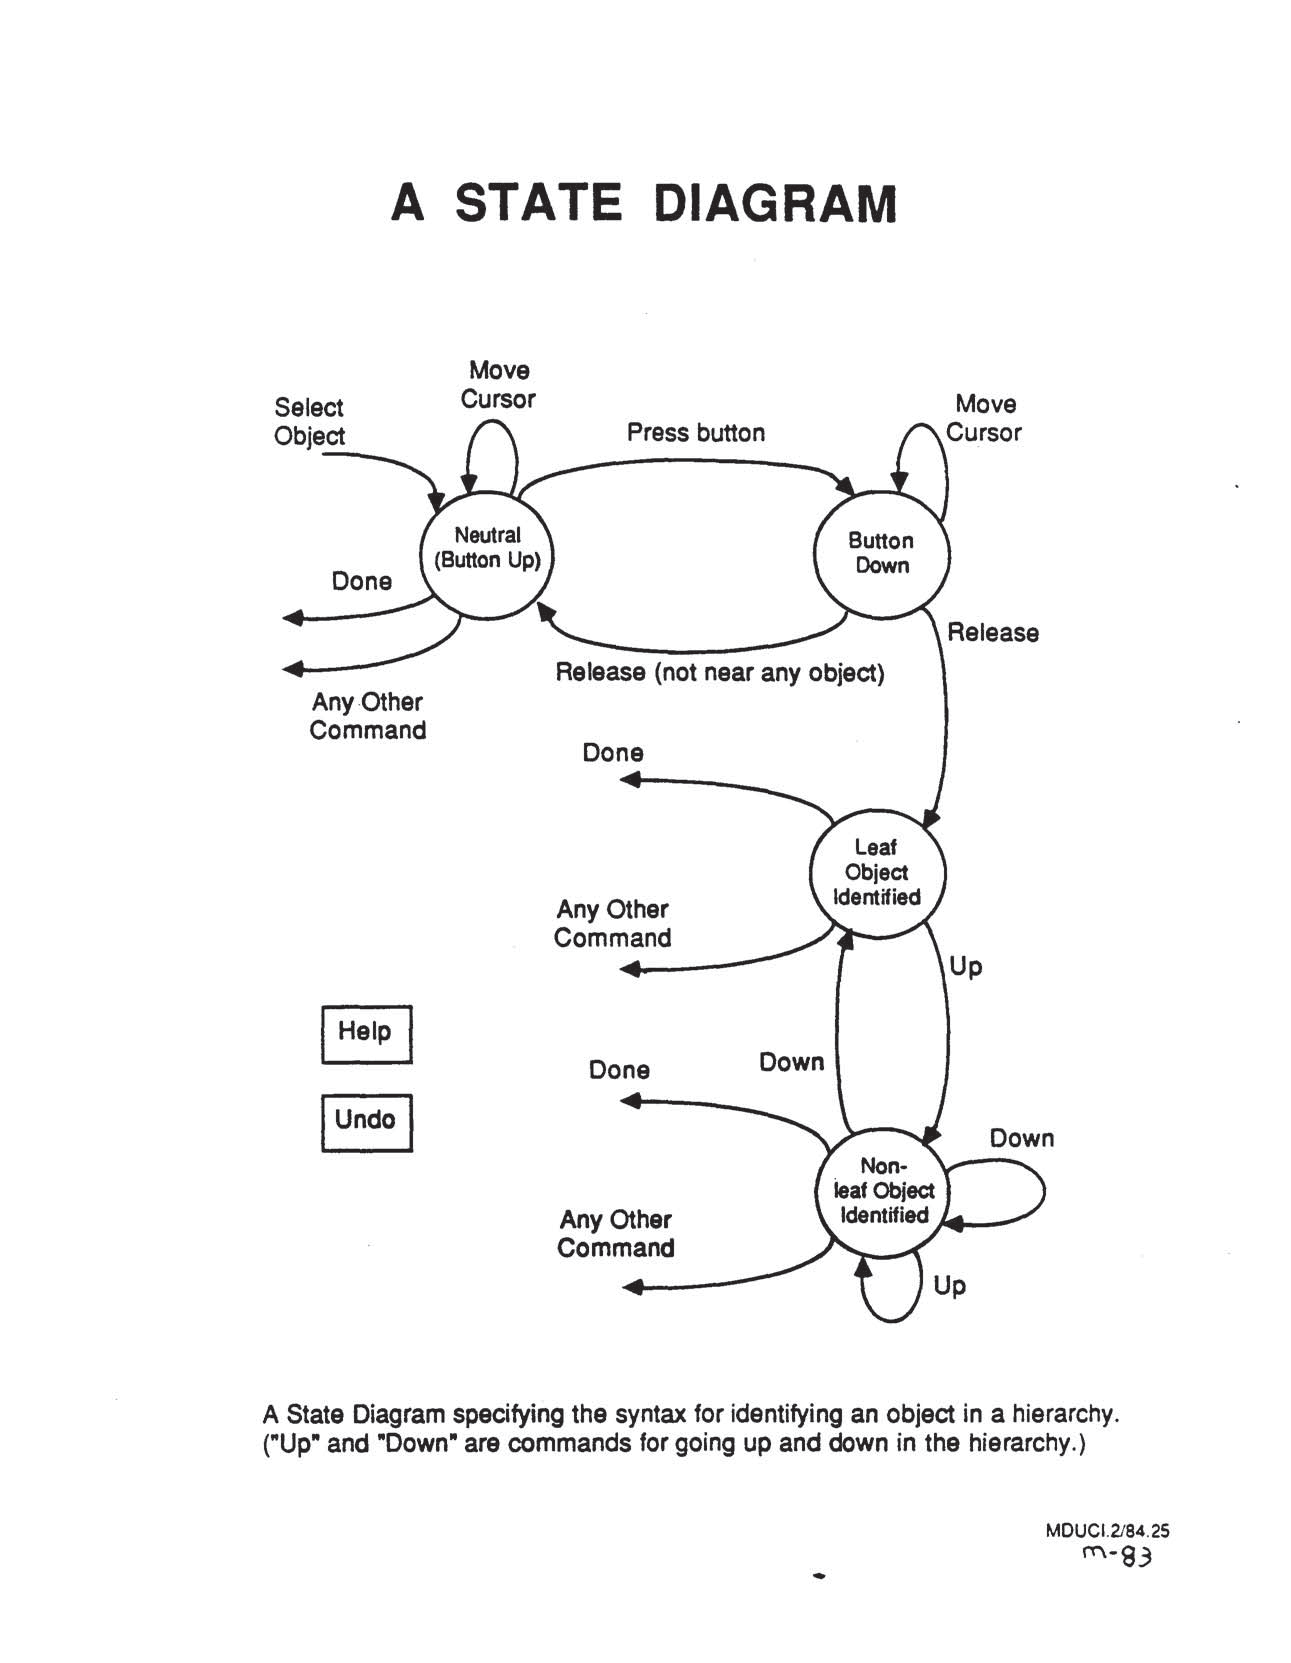 A STATE DIAGRAM
Move
Cursor
Select
Object
Press button
Move
Cursor
Neutral
(Button Up)
Button
Down
Done
Release
Release (not near any object)
Any Other
Command
Done
Leaf
Object
Identified
Any Other
Command
Up
Help
Done
Down
Undo
Down
Non-
leaf Object
Identified
Any Other
Command
Up
A State Diagram specifying the syntax for identifying an object in a hierarchy.
("Up" and "Down" are commands for going up and down in the hierarchy.)
MDUCI.2/84.25
m-83